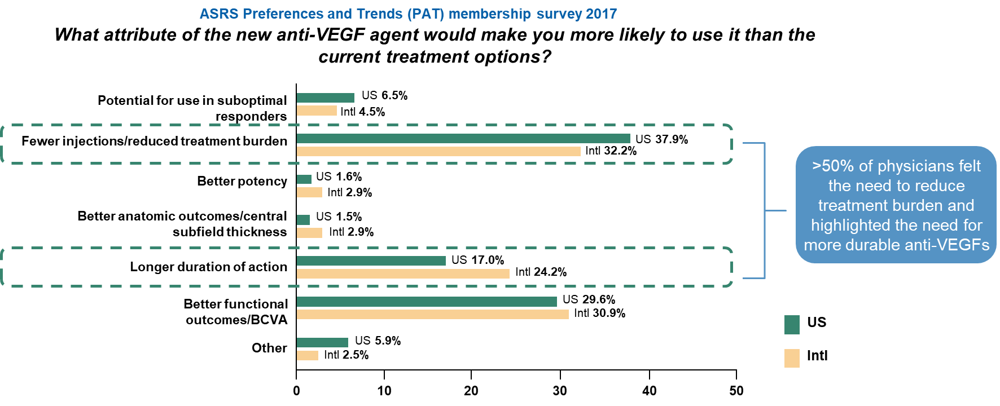 ASRS Preferences and Trends (PAT) membership survey 2017
What attribute of the new anti-VEGF agent would make you more likely to use it than the
current treatment options?
Potential for use in suboptimal
responders
US 6.5%
Intl 4.5%
Fewer injections/reduced treatment burden
US 37.9%
Intl 32.2%
Better potency
US 1.6%
Intl 2.9%
Better anatomic outcomes/central
subfield thickness
US 1.5%
Intl 2.9%
Longer duration of action
US 17.0%
Intl 24.2%
Better functional
outcomes/BCVA
US 29.6%
Intl 30.9%
Other
US 5.9%
Intl 2.5%
0 10 20 30 40 50
>50% of physicians felt
the need to reduce
treatment burden and
highlighted the need for
more durable anti-VEGFs
US
Intl